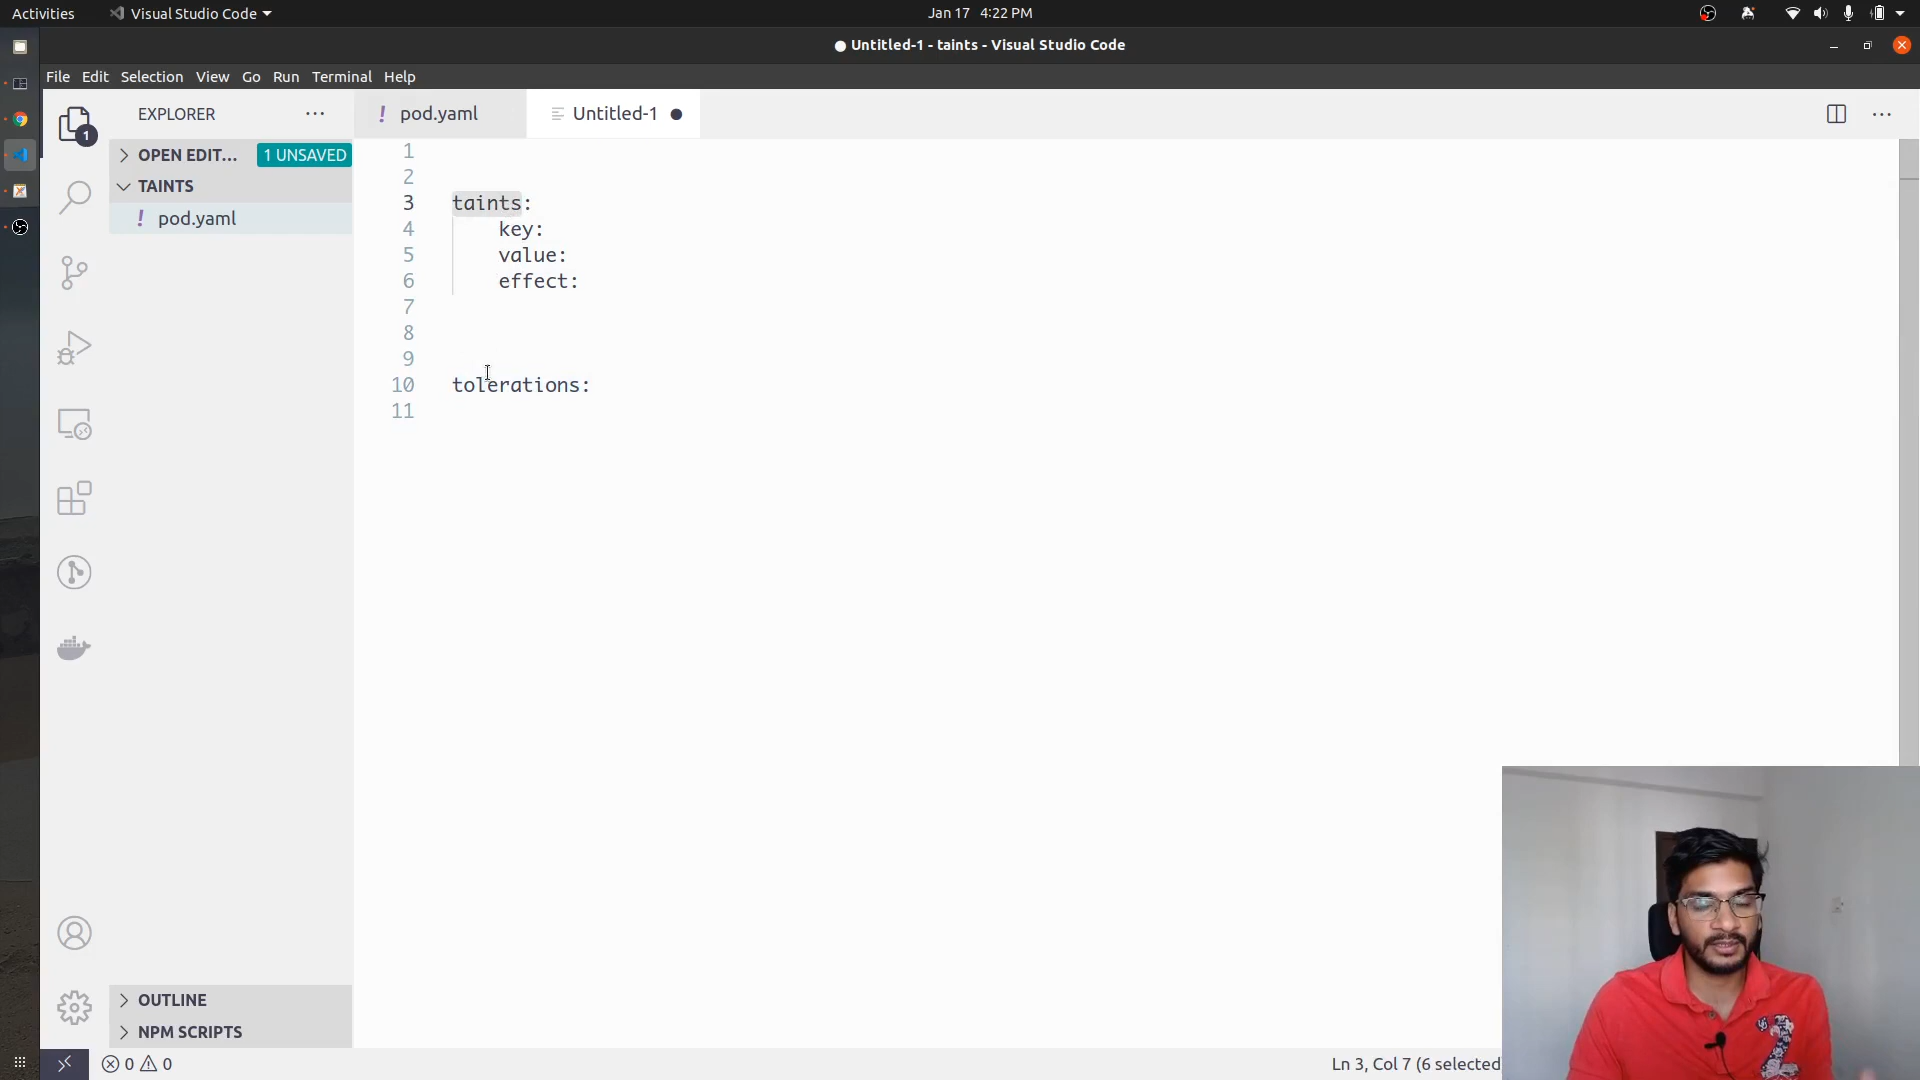 Activities
Visual Studio Code
Jan 17 4:22 PM
Untitled-1 - taints - Visual Studio Code
File Edit Selection View Go Run Terminal Help
1
EXPLORER
OPEN EDIT... 1 UNSAVED
TAINTS
! pod.yaml
! pod.yaml
Untitled-1
1
2
3 taints:
4 key:
5 value:
6 effect:
7
8
9
10 tolerations:
11
OUTLINE
NPM SCRIPTS
0 0
Ln 3, Col 7 (6 selected